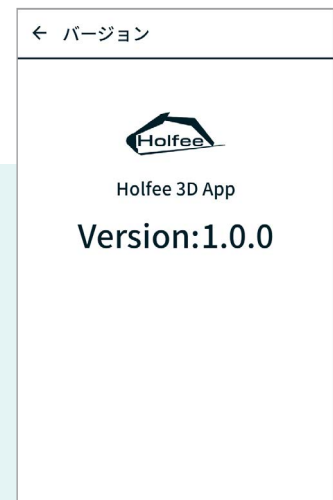 ← バージョン
Holfee
Holfee 3D App
Version:1.0.0